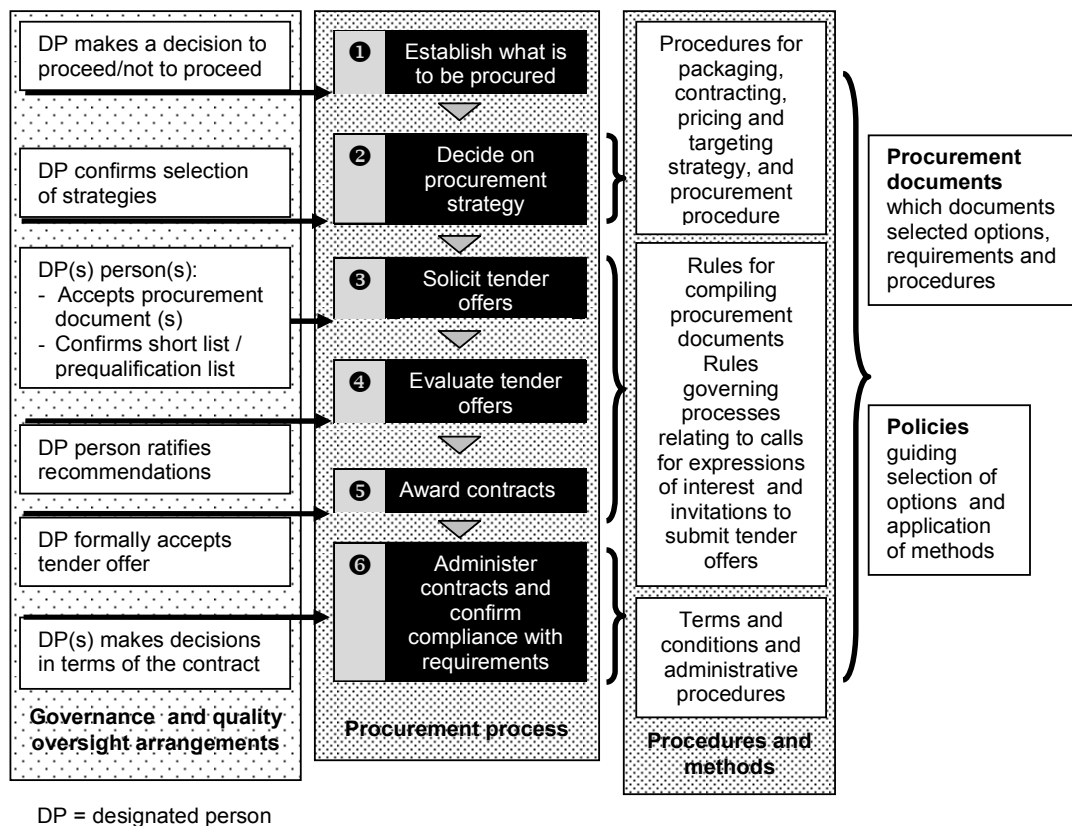 DP makes a decision to
proceed/not to proceed
DP confirms selection
of strategies
DP(s) person(s):
- Accepts procurement
document (s)
- Confirms short list /
prequalification list
DP person ratifies
recommendations
DP formally accepts
tender offer
DP(s) makes decisions
in terms of the contract
Governance and quality
oversight arrangements
❶
Establish what is
to be procured
❷
Decide on
procurement
strategy
❸
Solicit tender
offers
❹
Evaluate tender
offers
❺
Award contracts
❻
Administer
contracts and
confirm
compliance with
requirements
Procurement process
Procedures for
packaging,
contracting,
pricing and
targeting
strategy, and
procurement
procedure
Rules for
compiling
procurement
documents
Rules
governing
processes
relating to calls
for expressions
of interest and
invitations to
submit tender
offers
Terms and
conditions and
administrative
procedures
Procedures and
methods
Procurement
documents
which documents
selected options,
requirements and
procedures
Policies
guiding
selection of
options and
application
of methods
DP = designated person